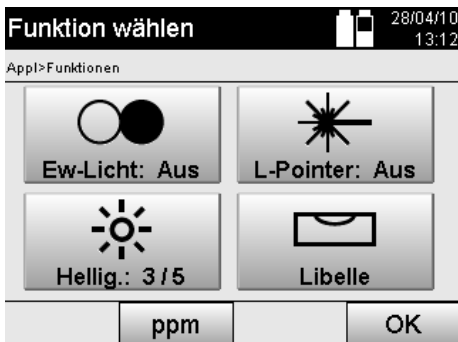 Funktion wählen
28/04/10
13:12
Appl>Funktionen
Ew-Licht: Aus
L-Pointer: Aus
Hellig.: 3/5
Libelle
ppm
OK